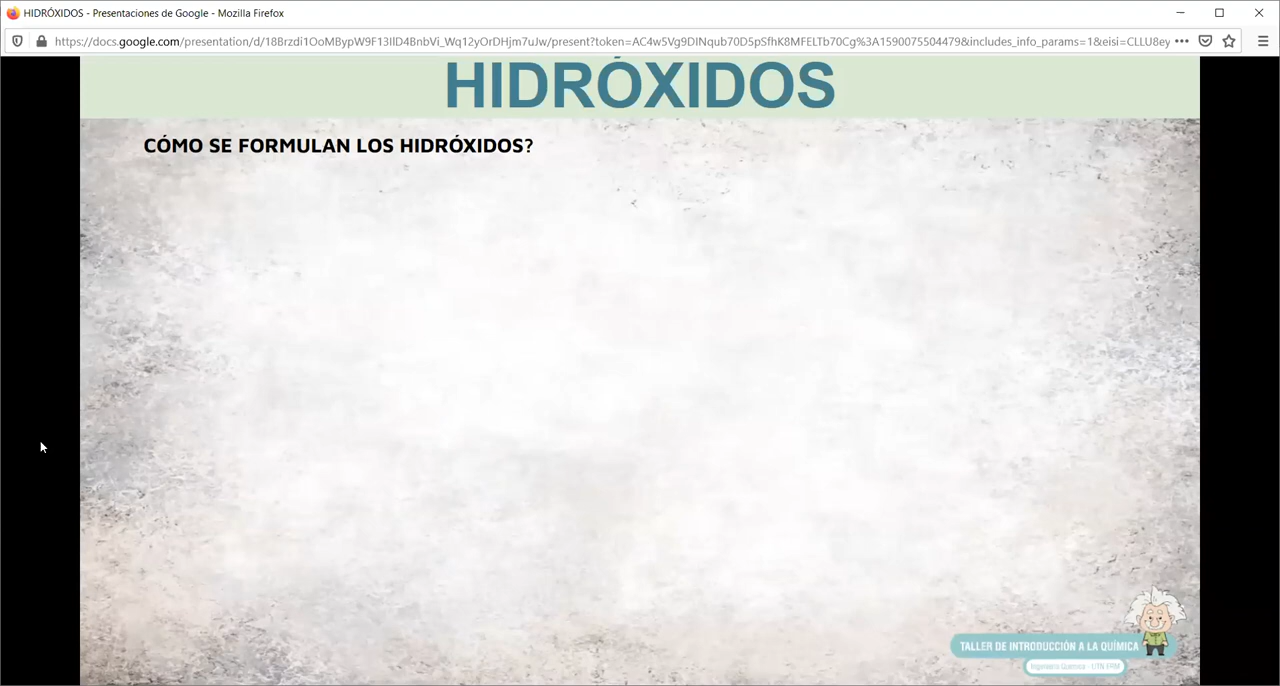 HIDRÓXIDOS - Presentaciones de Google - Mozilla Firefox
https://docs.google.com/presentation/d/18Brzdi1OoMBypW9F13IlD4BnbVi_Wq12yOrDHjm7uJw/present?token=AC4w5Vg9DINqub70D5pSfhK8MFELTb70Cg%3A1590075504479&includes_info_params=1&eisi=CLLU8ey
HIDRÓXIDOS
CÓMO SE FORMULAN LOS HIDRÓXIDOS?
TALLER DE INTRODUCCIÓN A LA QUÍMICA
Ingeniería Química - UTN FRM